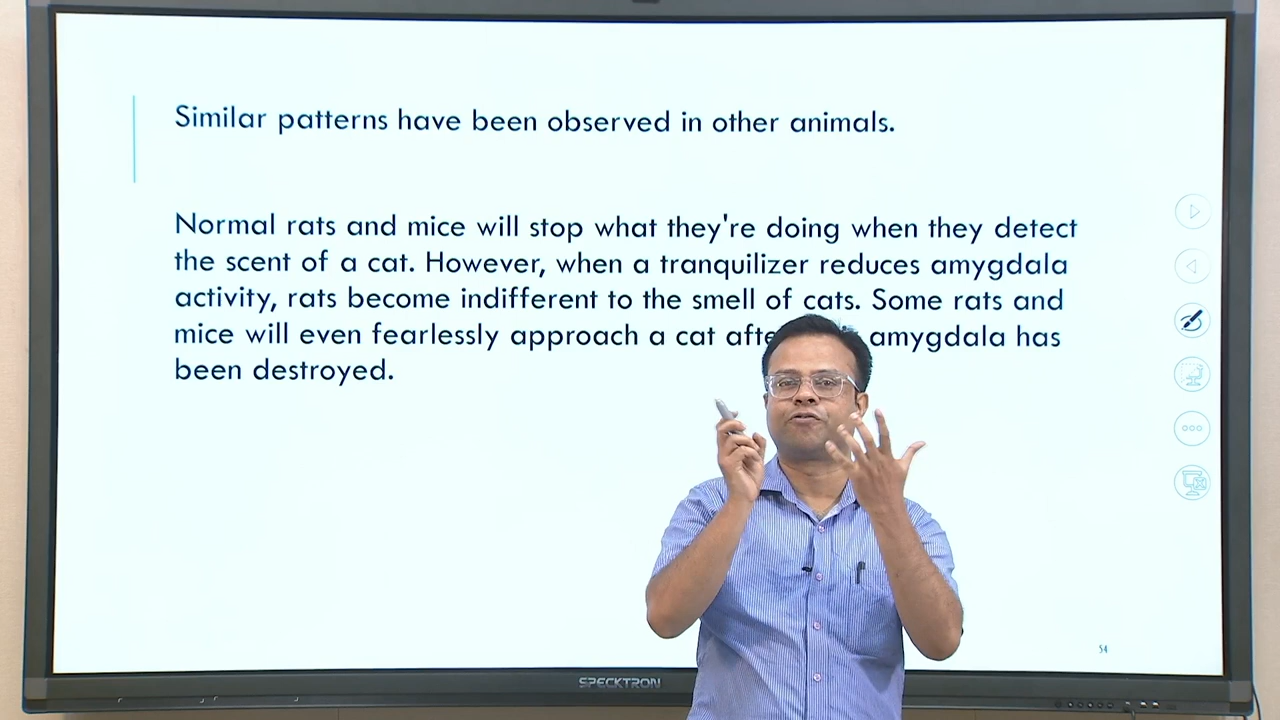 Similar patterns have been observed in other animals.
Normal rats and mice will stop what they're doing when they detect
the scent of a cat. However, when a tranquilizer reduces amygdala
activity, rats become indifferent to the smell of cats. Some rats and
mice will even fearlessly approach a cat amygdala has
been destroyed.
54
SPECKTRON